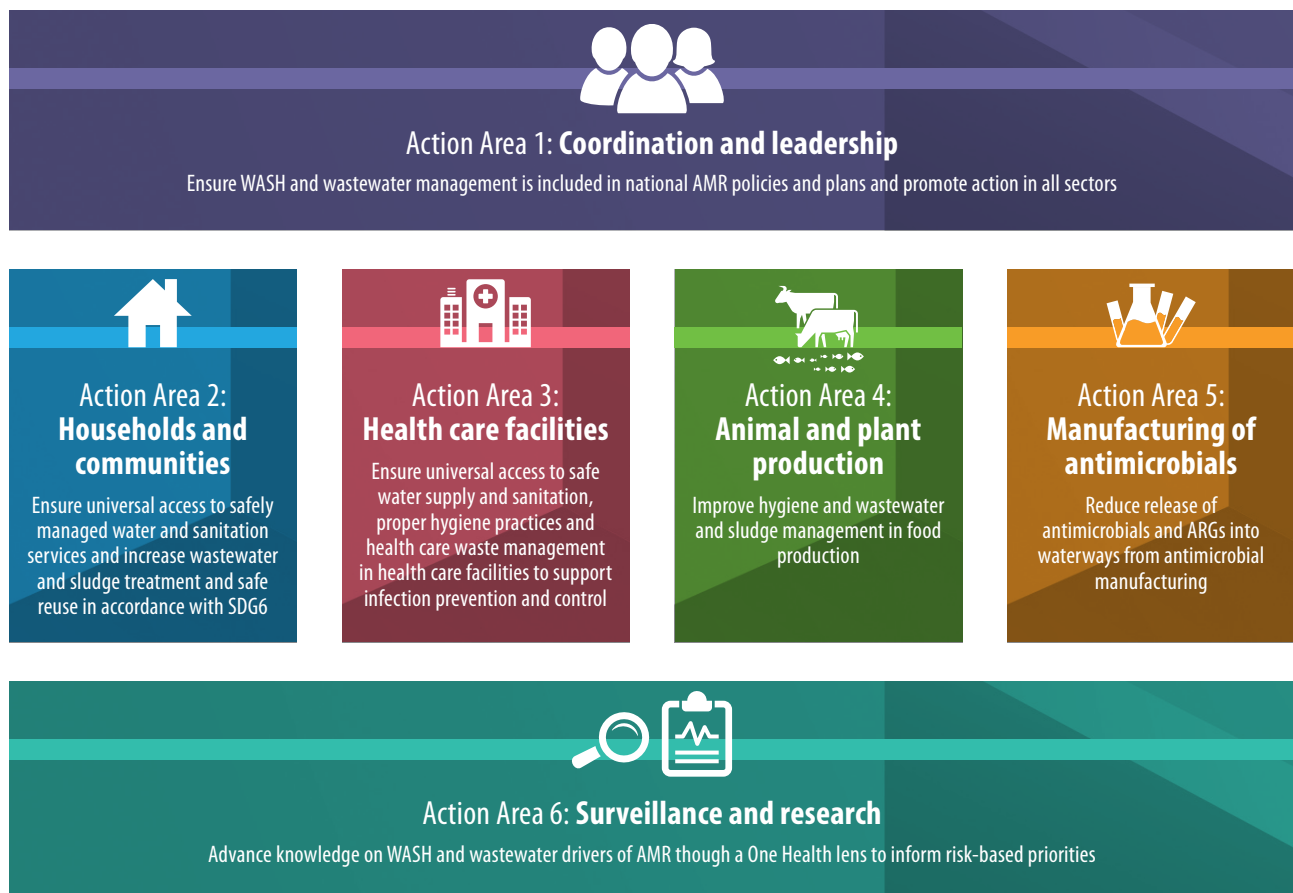 Action Area 1: Coordination and leadership
Ensure WASH and wastewater management is included in national AMR policies and plans and promote action in all sectors
Action Area 2:
Households and
communities
Ensure universal access to safely
managed water and sanitation
services and increase wastewater
and sludge treatment and safe
reuse in accordance with SDG6
Action Area 3:
Health care facilities
Ensure universal access to safe
water supply and sanitation,
proper hygiene practices and
health care waste management
in health care facilities to support
infection prevention and control
Action Area 4:
Animal and plant
production
Improve hygiene and wastewater
and sludge management in food
production
Action Area 5:
Manufacturing of
antimicrobials
Reduce release of
antimicrobials and ARGs into
waterways from antimicrobial
manufacturing
Action Area 6: Surveillance and research
Advance knowledge on WASH and wastewater drivers of AMR though a One Health lens to inform risk-based priorities